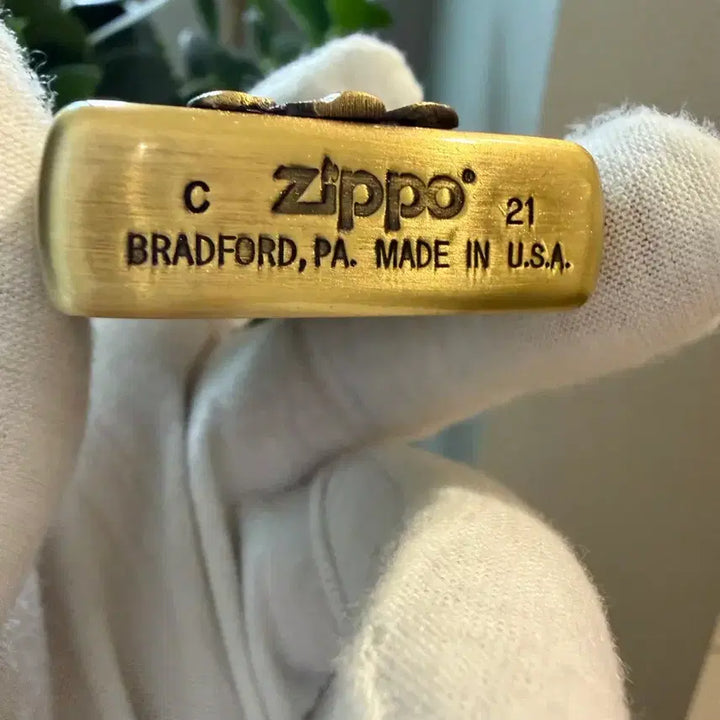 C Zippo® 21
BRADFORD, PA. MADE IN U.S.A.